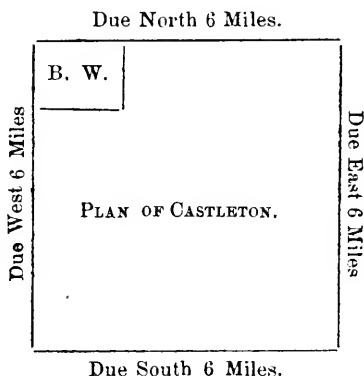 Due North 6 Miles.
B. W.
Due West 6 Miles
PLAN OF CASTLETON.
Due East 6 Miles
Due South 6 Miles.